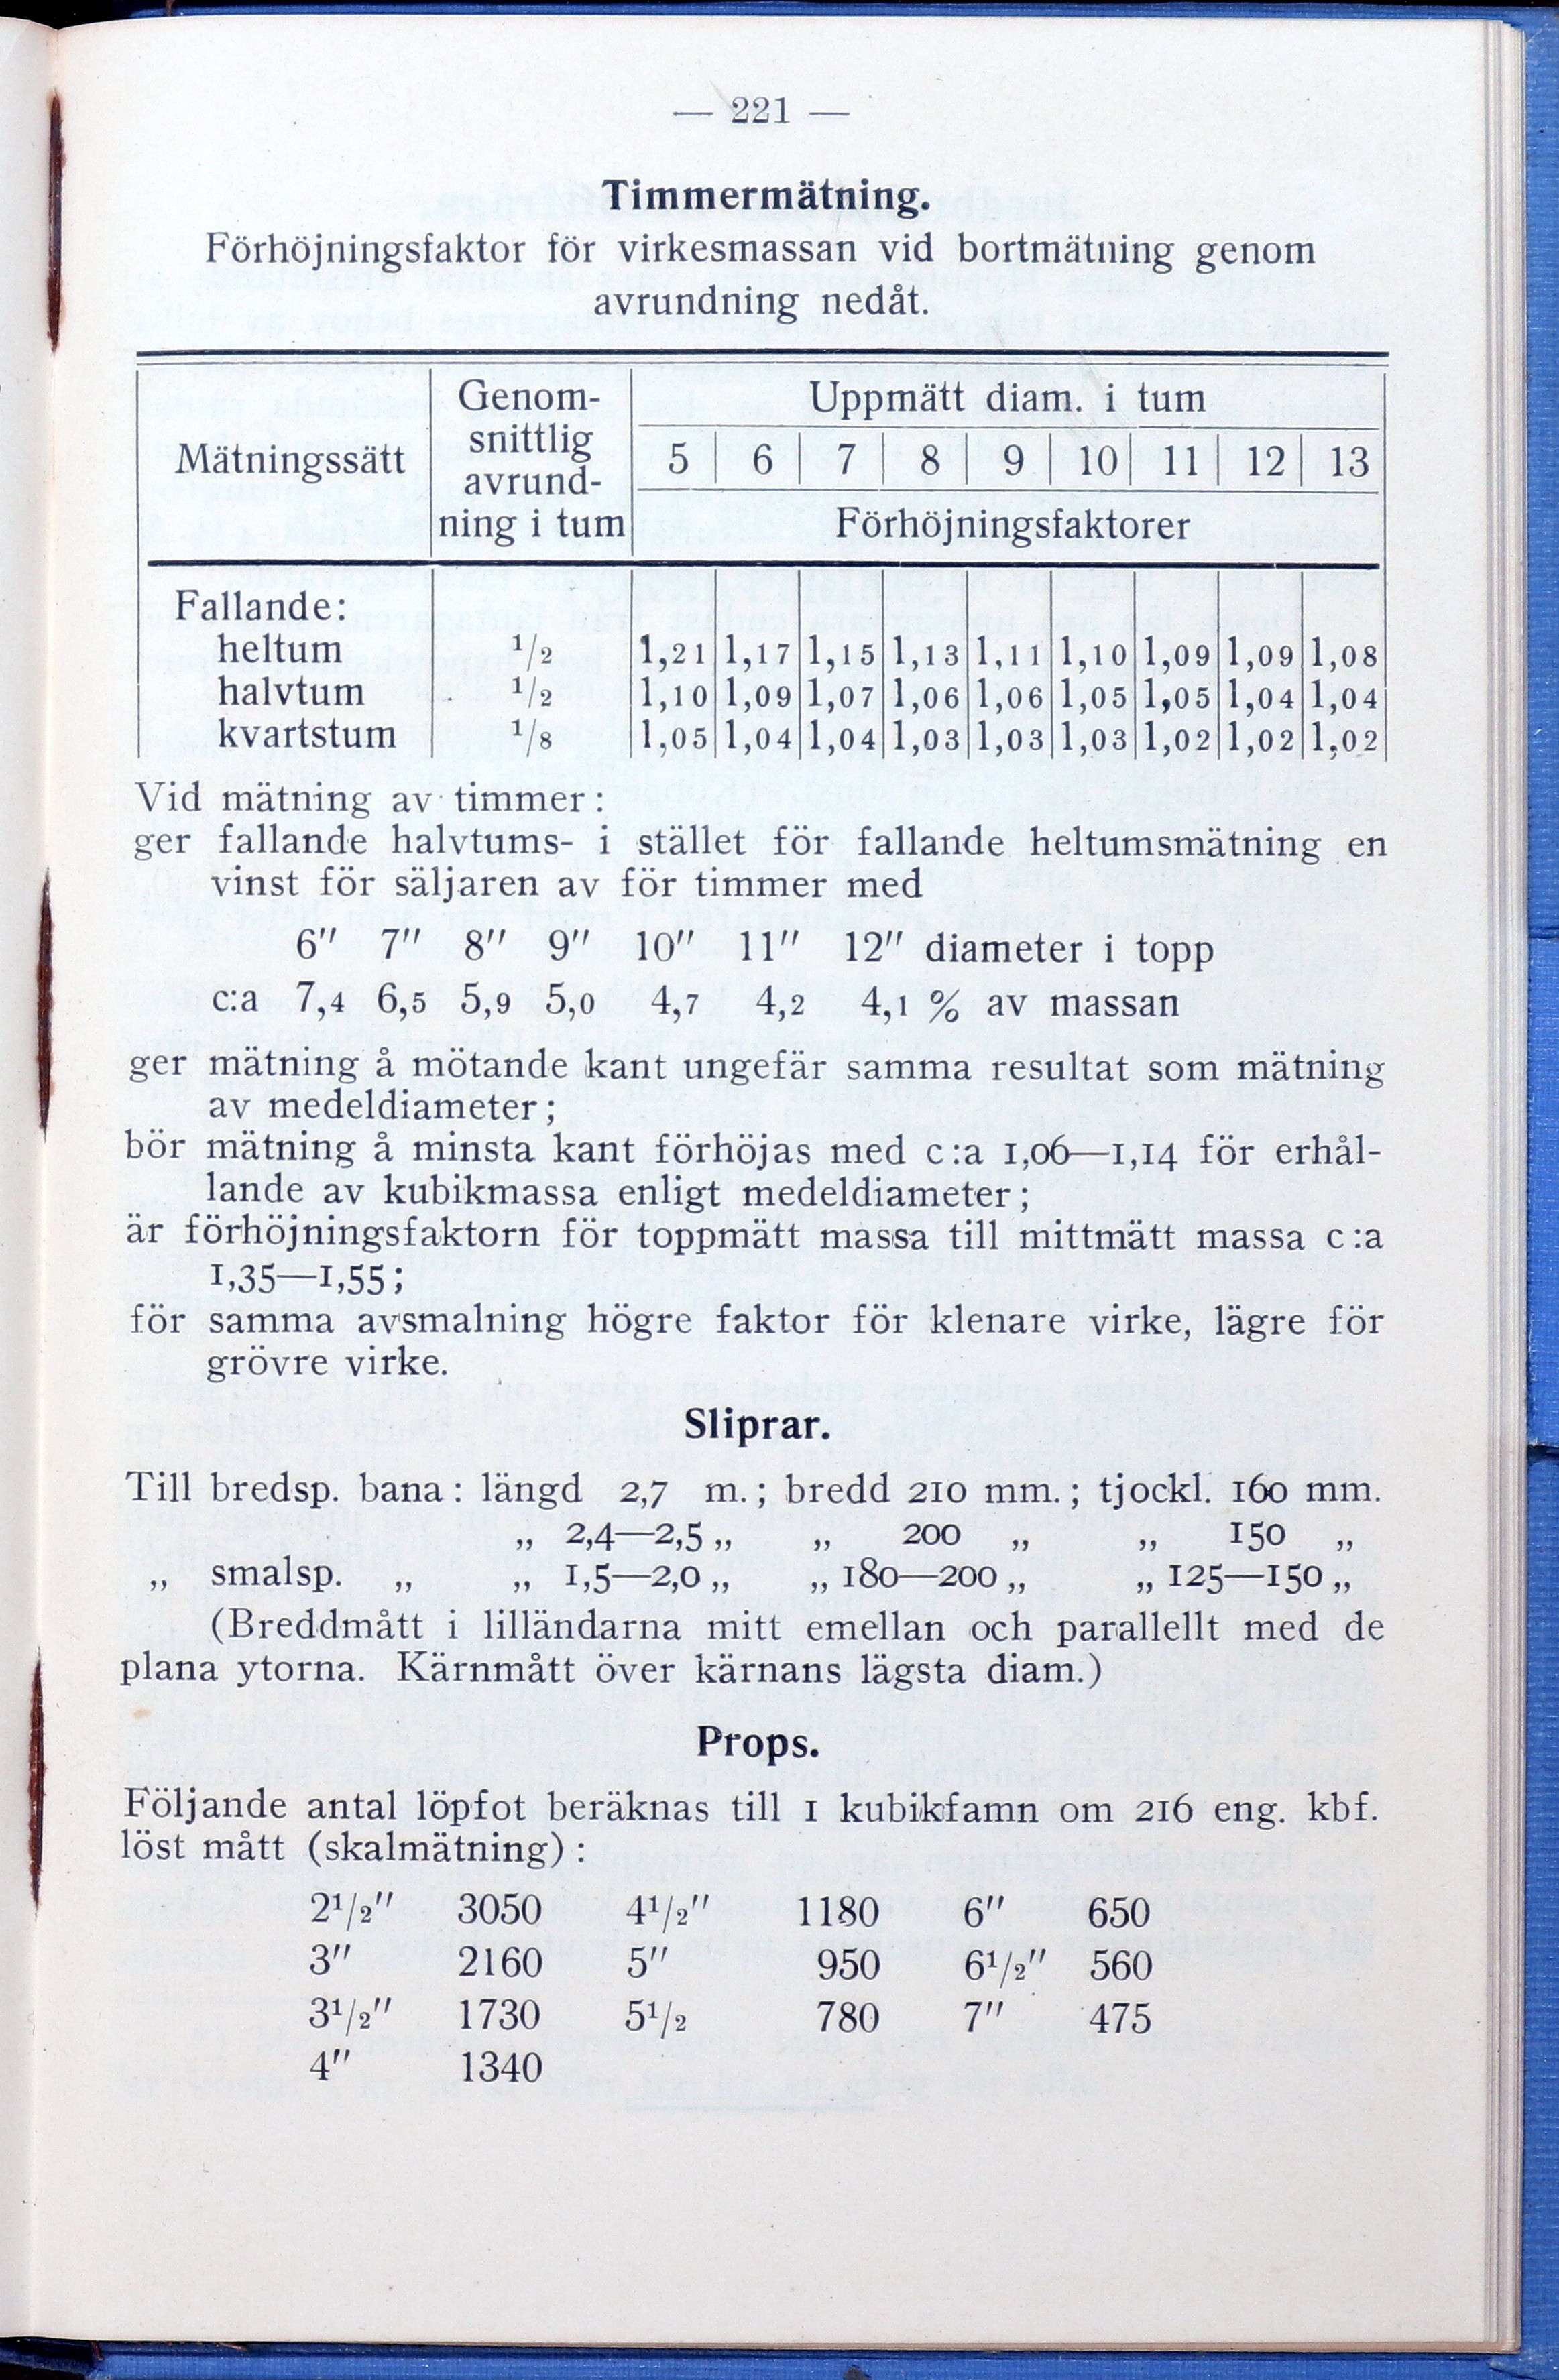 — 221 —
Timmermätning.
Förhöjningsfaktor för virkesmassan vid bortmätning genom
avrundning nedåt.
Mätningssätt
Genom-
snittlig
avrund-
ning i tum
Uppmätt diam. i tum
5 6 7 8 9 10 11 12 13
Förhöjningsfaktorer
Fallande:
heltum 1/2 1,21 1,17 1,15 1,13 1,11 1,10 1,09 1,09 1,08
halvtum 1/2 1,10 1,09 1,07 1,06 1,06 1,05 1,05 1,04 1,04
kvartstum 1/8 1,05 1,04 1,04 1,03 1,03 1,03 1,02 1,02 1,02
Vid mätning av timmer:
ger fallande halvtums- i stället för fallande heltumsmätning en
vinst för säljaren av för timmer med
6" 7" 8" 9" 10" 11" 12" diameter i topp
c:a 7,4 6,5 5,9 5,0 4,7 4,2 4,1 % av massan
ger mätning å mötande kant ungefär samma resultat som mätning
av medeldiameter;
bör mätning å minsta kant förhöjas med c:a 1,06—1,14 för erhål-
lande av kubikmassa enligt medeldiameter;
är förhöjningsfaktorn för toppmätt massa till mittmätt massa c:a
1,35—1,55;
för samma avsmalning högre faktor för klenare virke, lägre för
grövre virke.
Sliprar.
Till bredsp. bana: längd 2,7 m.; bredd 210 mm.; tjockl. 160 mm.
„ 2,4—2,5 „ „ 200 „ „ 150 „
„ smalsp. „ „ 1,5—2,0 „ „ 180—200 „ „ 125—150 „
(Breddmått i lilländarna mitt emellan och parallellt med de
plana ytorna. Kärnmått över kärnans lägsta diam.)
Props.
Följande antal löpfot beräknas till 1 kubikfamn om 216 eng. kbf.
löst mått (skalmätning):
2 1/2" 3050 4 1/2" 1180 6" 650
3" 2160 5" 950 6 1/2" 560
3 1/2" 1730 5 1/2 780 7" 475
4" 1340